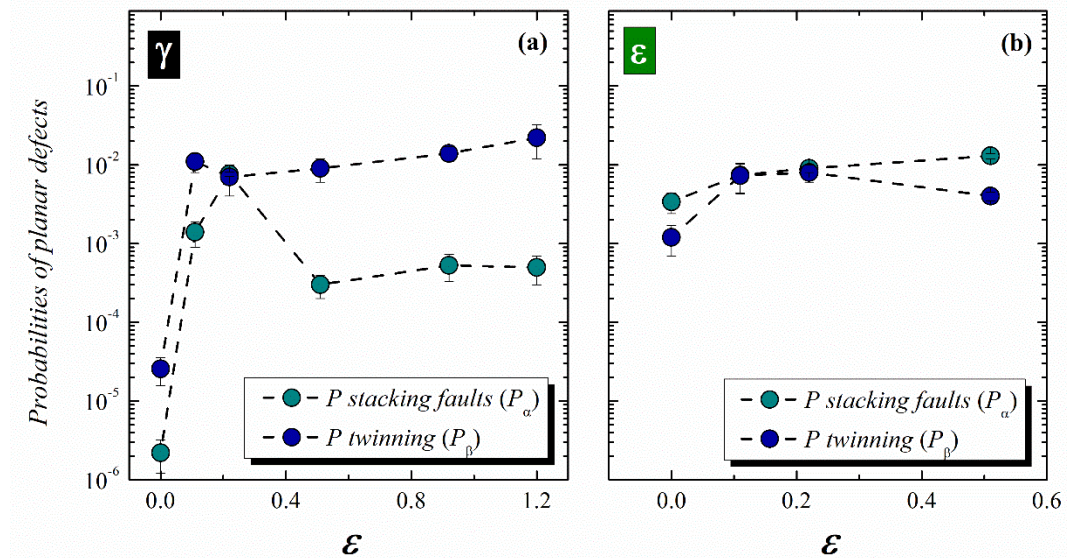 γ
(a)
ε
(b)
Probabilities of planar defects
10⁻¹
10⁻²
10⁻³
10⁻⁴
10⁻⁵
10⁻⁶
P stacking faults (Pα)
P twinning (Pβ)
P stacking faults (Pα)
P twinning (Pβ)
0.0 0.4 0.8 1.2
0.0 0.2 0.4 0.6
ε
ε